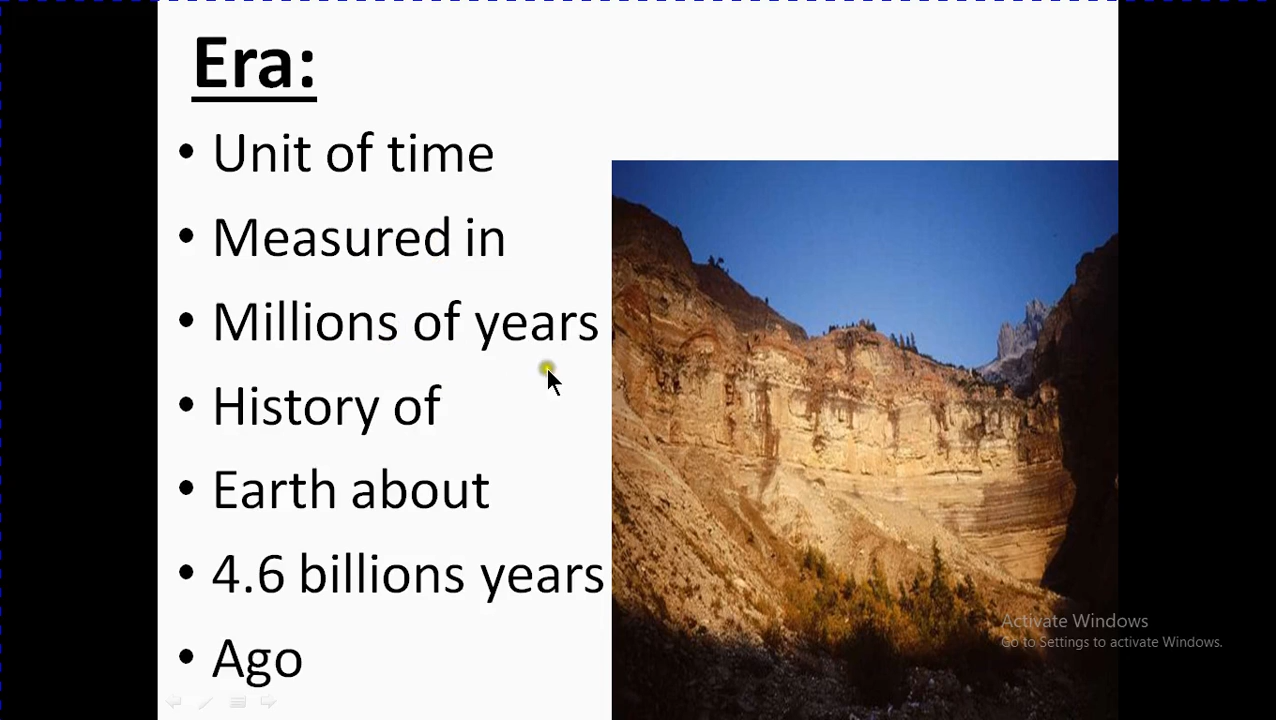 Era:
• Unit of time
• Measured in
• Millions of years
• History of
• Earth about
• 4.6 billions years
• Ago
Activate Windows
Go to Settings to activate Windows.